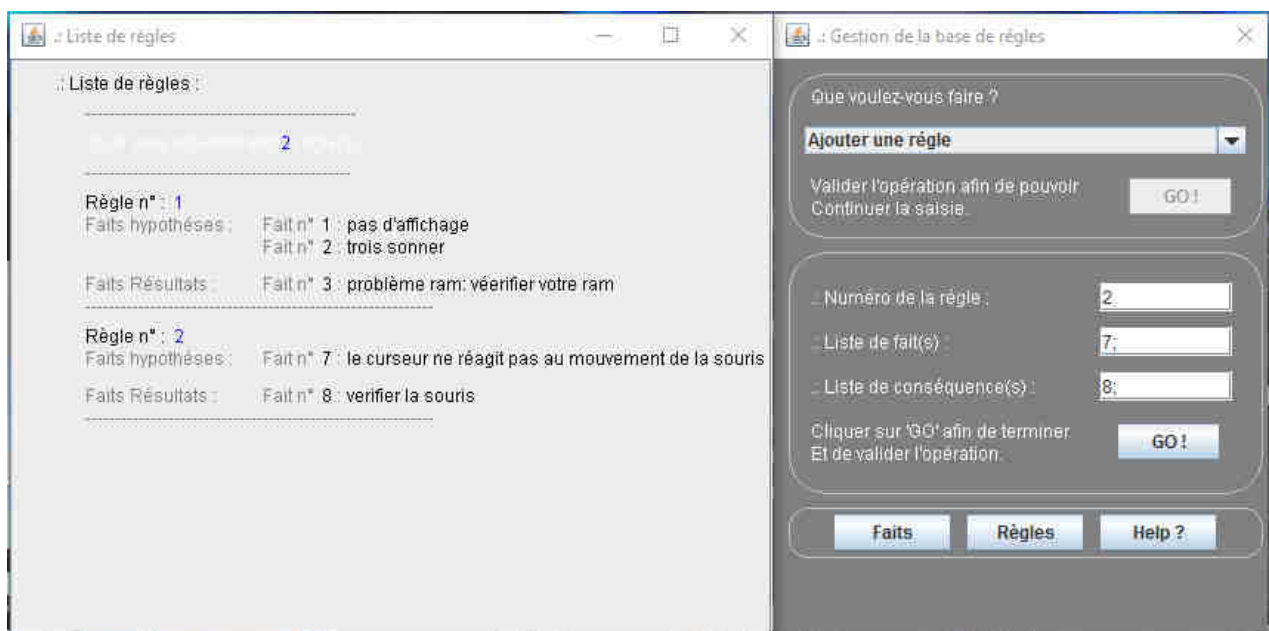 .: Liste de règles
.: Liste de règles :
2
Règle n° : 1
Faits hypothéses : Fait n° 1 : pas d'affichage
Fait n° 2 : trois sonner
Faits Résultats : Fait n° 3 : problème ram: véerifier votre ram
Règle n° : 2
Faits hypothéses : Fait n° 7 : le curseur ne réagit pas au mouvement de la souris
Faits Résultats : Fait n° 8 : verifier la souris
.: Gestion de la base de régles
Que voulez-vous faire ?
Ajouter une régle
Valider l'opération afin de pouvoir
Continuer la saisie.
GO !
.: Numéro de la régle : 2
.: Liste de fait(s) : 7;
.: Liste de conséquence(s) : 8;
Cliquer sur 'GO' afin de terminer
Et de valider l'opération.
GO !
Faits Règles Help ?